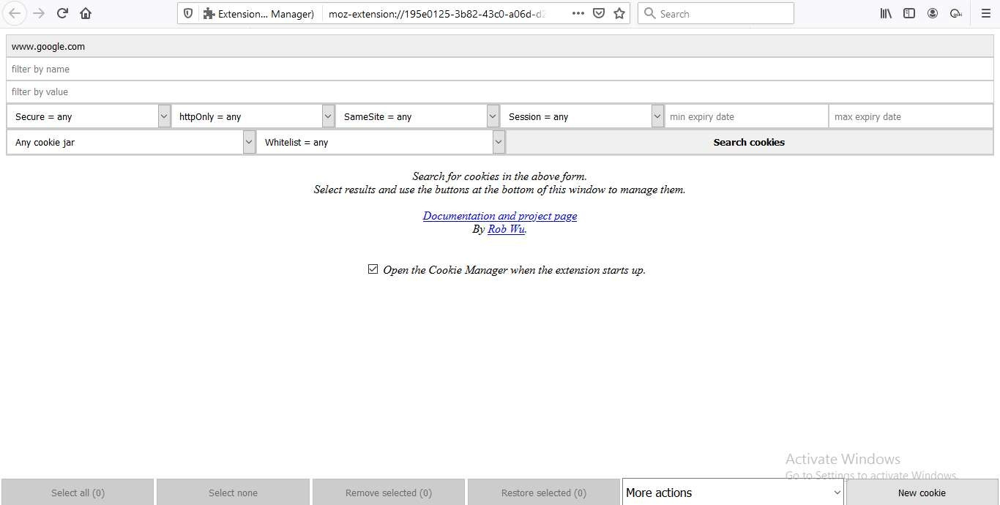 Extension... Manager) moz-extension://195e0125-3b82-43c0-a06d-d2 Search
www.google.com
filter by name
filter by value
Secure = any httpOnly = any SameSite = any Session = any min expiry date max expiry date
Any cookie jar Whitelist = any Search cookies
Search for cookies in the above form.
Select results and use the buttons at the bottom of this window to manage them.
Documentation and project page
By Rob Wu.
Open the Cookie Manager when the extension starts up.
Activate Windows
Go to Settings to activate Windows.
Select all (0) Select none Remove selected (0) Restore selected (0) More actions New cookie